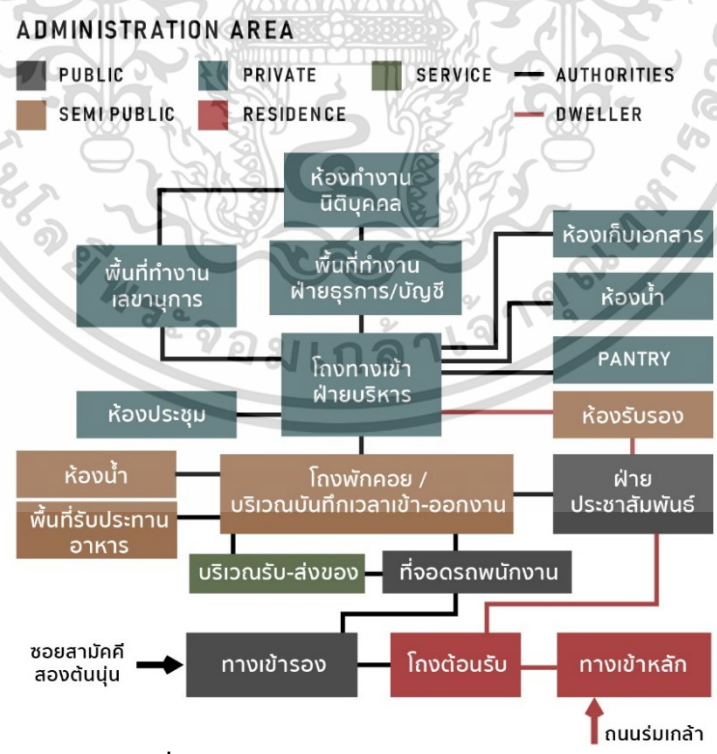 ADMINISTRATION AREA
PUBLIC
PRIVATE
SERVICE
AUTHORITIES
SEMI PUBLIC
RESIDENCE
DWELLER
ห้องทำงาน
นิติบุคคล
พื้นที่ทำงาน
เลขานุการ
พื้นที่ทำงาน
ฝ่ายธุรการ/บัญชี
ห้องเก็บเอกสาร
ห้องน้ำ
โถงทางเข้า
ฝ่ายบริหาร
PANTRY
ห้องประชุม
ห้องรับรอง
ห้องน้ำ
โถงพักคอย /
บริเวณบันทึกเวลาเข้า-ออกงาน
ฝ่าย
ประชาสัมพันธ์
พื้นที่รับประทาน
อาหาร
บริเวณรับ-ส่งของ
ที่จอดรถพนักงาน
ซอยสามัคคี
สองต้นนุ่น
ทางเข้ารอง
โถงต้อนรับ
ทางเข้าหลัก
ถนนร่มเกล้า